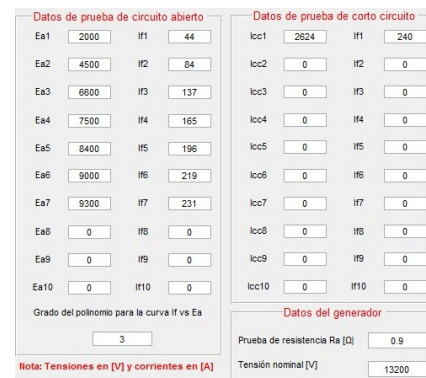 Datos de prueba de circuito abierto
Ea1 2000 If1 44
Ea2 4500 If2 84
Ea3 6600 If3 137
Ea4 7500 If4 165
Ea5 8400 If5 196
Ea6 9000 If6 219
Ea7 9300 If7 231
Ea8 0 If8 0
Ea9 0 If9 0
Ea10 0 If10 0
Grado del polinomio para la curva If vs Ea
3
Nota: Tensiones en [V] y corrientes en [A]
Datos de prueba de corto circuito
Icc1 2624 If1 240
Icc2 0 If2 0
Icc3 0 If3 0
Icc4 0 If4 0
Icc5 0 If5 0
Icc6 0 If6 0
Icc7 0 If7 0
Icc8 0 If8 0
Icc9 0 If9 0
Icc10 0 If10 0
Datos del generador
Prueba de resistencia Ra [Ω] 0.9
Tensión nominal [V] 13200